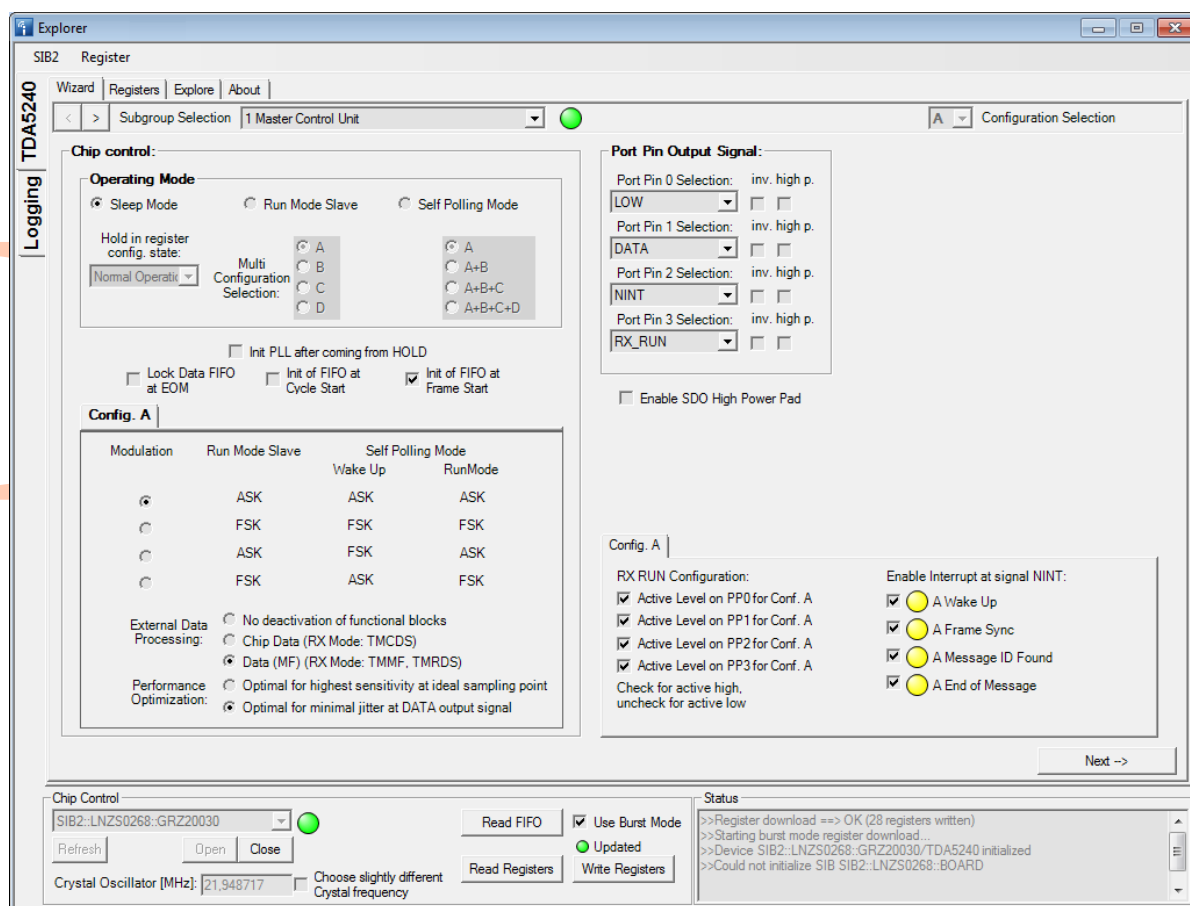 Explorer
SIB2 Register
TDA5240
Logging
Wizard Registers Explore About
< > Subgroup Selection 1 Master Control Unit A Configuration Selection
Chip control:
Operating Mode
Sleep Mode Run Mode Slave Self Polling Mode
Hold in register
config. state:
Normal Operatic
Multi
Configuration
Selection:
A
B
C
D
A
A+B
A+B+C
A+B+C+D
Init PLL after coming from HOLD
Lock Data FIFO
at EOM
Init of FIFO at
Cycle Start
Init of FIFO at
Frame Start
Config. A
Modulation Run Mode Slave Self Polling Mode
Wake Up RunMode
ASK ASK ASK
FSK FSK FSK
ASK FSK ASK
FSK ASK FSK
External Data
Processing:
No deactivation of functional blocks
Chip Data (RX Mode: TMCDS)
Data (MF) (RX Mode: TMMF, TMRDS)
Performance
Optimization:
Optimal for highest sensitivity at ideal sampling point
Optimal for minimal jitter at DATA output signal
Port Pin Output Signal:
Port Pin 0 Selection: inv. high p.
LOW
Port Pin 1 Selection: inv. high p.
DATA
Port Pin 2 Selection: inv. high p.
NINT
Port Pin 3 Selection: inv. high p.
RX_RUN
Enable SDO High Power Pad
Config. A
RX RUN Configuration:
Active Level on PP0 for Conf. A
Active Level on PP1 for Conf. A
Active Level on PP2 for Conf. A
Active Level on PP3 for Conf. A
Check for active high,
uncheck for active low
Enable Interrupt at signal NINT:
A Wake Up
A Frame Sync
A Message ID Found
A End of Message
Next -->
Chip Control
SIB2::LNZS0268::GRZ20030
Refresh Open Close
Crystal Oscillator [MHz]: 21,948717
Choose slightly different
Crystal frequency
Read FIFO Use Burst Mode
Updated
Read Registers Write Registers
Status
>>Register download ==> OK (28 registers written)
>>Starting burst mode register download...
>>Device SIB2::LNZS0268::GRZ20030/TDA5240 initialized
>>Could not initialize SIB SIB2::LNZS0268::BOARD